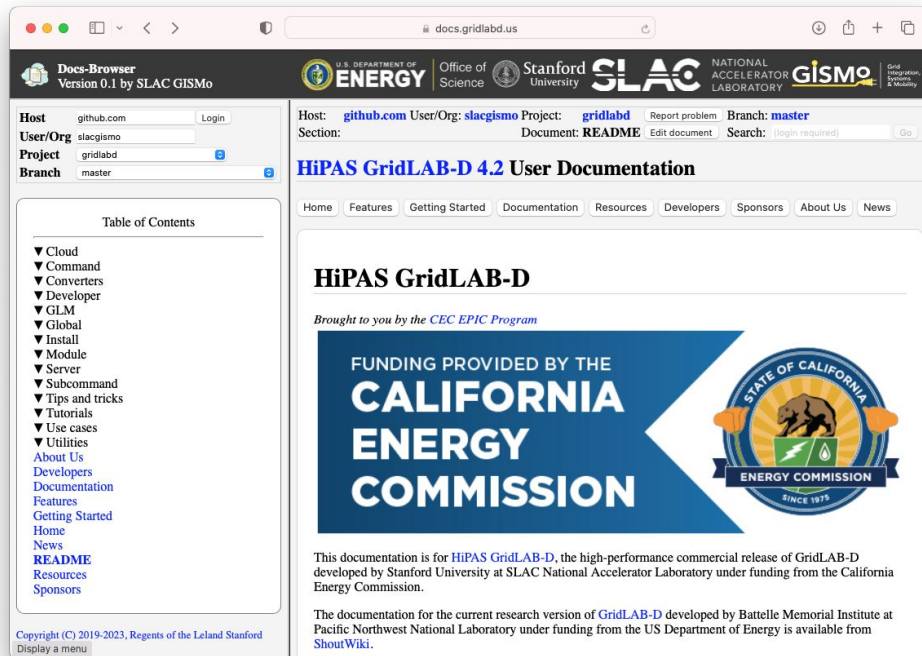 docs.gridlabd.us
Docs-Browser
Version 0.1 by SLAC GISMo
U.S. DEPARTMENT OF
ENERGY
Office of
Science
Stanford
University
SLAC
NATIONAL
ACCELERATOR
LABORATORY
GISMo
Grid
Integration,
Systems
& Mobility
Host github.com Login
User/Org slacgismo
Project gridlabd
Branch master
Table of Contents
▼ Cloud
▼ Command
▼ Converters
▼ Developer
▼ GLM
▼ Global
▼ Install
▼ Module
▼ Server
▼ Subcommand
▼ Tips and tricks
▼ Tutorials
▼ Use cases
▼ Utilities
About Us
Developers
Documentation
Features
Getting Started
Home
News
README
Resources
Sponsors
Copyright (C) 2019-2023, Regents of the Leland Stanford
Display a menu
Host: github.com User/Org: slacgismo Project: gridlabd Report problem Branch: master
Section: Document: README Edit document Search: (login required) Go
HiPAS GridLAB-D 4.2 User Documentation
Home Features Getting Started Documentation Resources Developers Sponsors About Us News
HiPAS GridLAB-D
Brought to you by the CEC EPIC Program
FUNDING PROVIDED BY THE
CALIFORNIA
ENERGY
COMMISSION
STATE OF CALIFORNIA
ENERGY COMMISSION
SINCE 1975
This documentation is for HiPAS GridLAB-D, the high-performance commercial release of GridLAB-D
developed by Stanford University at SLAC National Accelerator Laboratory under funding from the California
Energy Commission.
The documentation for the current research version of GridLAB-D developed by Battelle Memorial Institute at
Pacific Northwest National Laboratory under funding from the US Department of Energy is available from
ShoutWiki.